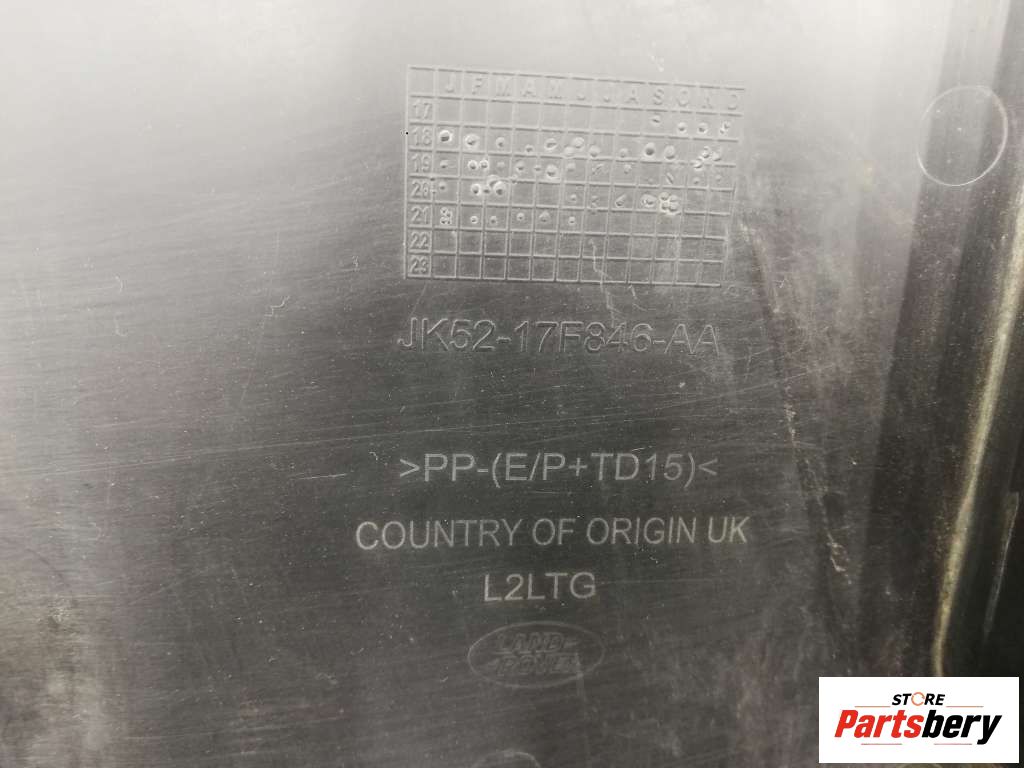 J F M A M J J A S O N D
17
18
19
20
21
22
23
JK52-17F846-AA
>PP-(E/P+TD15)<
COUNTRY OF ORIGIN UK
L2LTG
LAND-
ROVER
STORE
Partsbery